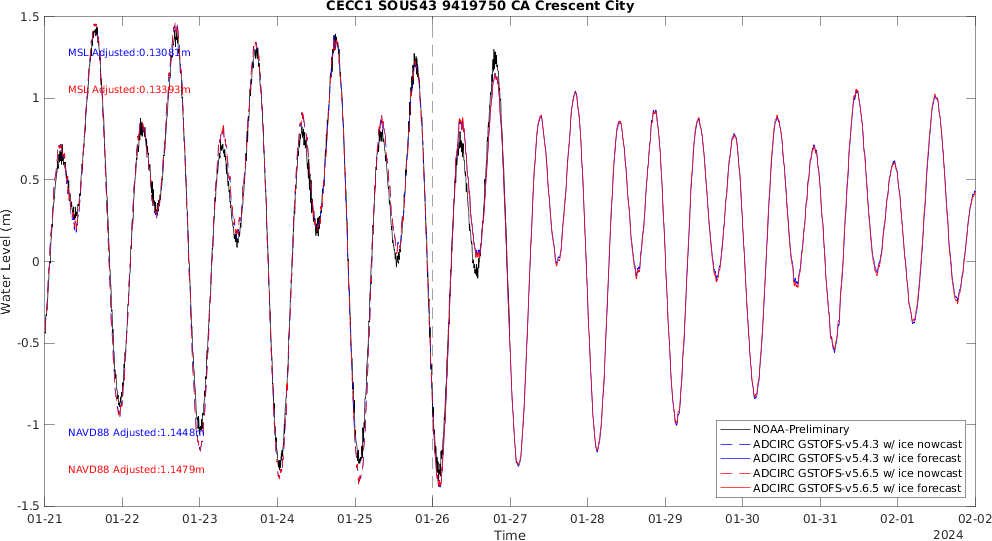 CECC1 SOUS43 9419750 CA Crescent City
1.5
1
0.5
0
-0.5
-1
-1.5
Water Level (m)
MSL Adjusted:0.13081m
MSL Adjusted:0.13393m
NAVD88 Adjusted:1.1448m
NAVD88 Adjusted:1.1479m
NOAA-Preliminary
ADCIRC GSTOFS-v5.4.3 w/ ice nowcast
ADCIRC GSTOFS-v5.4.3 w/ ice forecast
ADCIRC GSTOFS-v5.6.5 w/ ice nowcast
ADCIRC GSTOFS-v5.6.5 w/ ice forecast
01-21 01-22 01-23 01-24 01-25 01-26 01-27 01-28 01-29 01-30 01-31 02-01 02-02
Time
2024